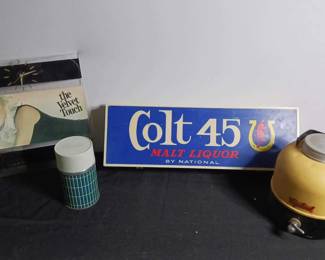 the
Velvet
Touch
Colt 45
MALT LIQUOR
BY NATIONAL